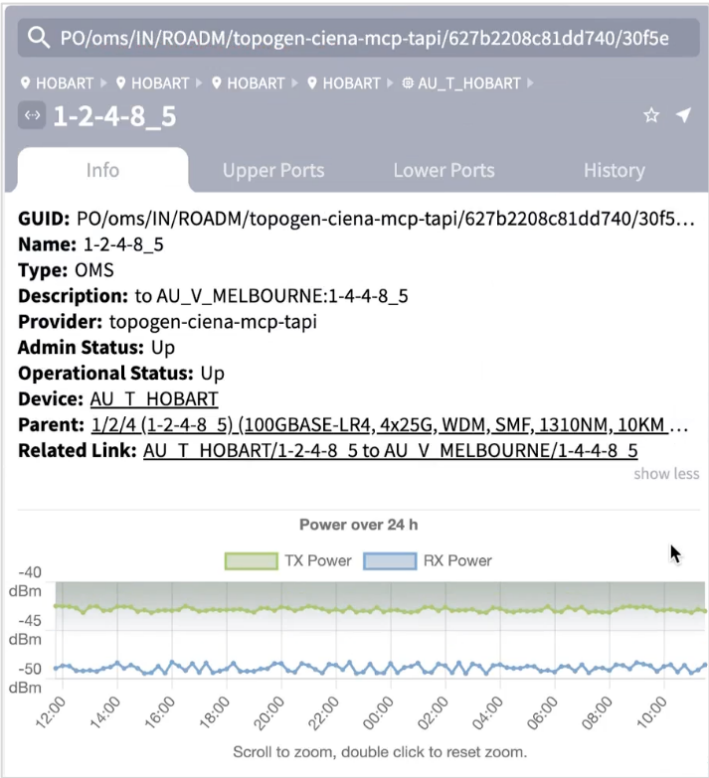 PO/oms/IN/ROADM/topogen-ciena-mcp-tapi/627b2208c81dd740/30f5e
HOBART HOBART HOBART HOBART AU_T_HOBART
1-2-4-8_5
Info Upper Ports Lower Ports History
GUID: PO/oms/IN/ROADM/topogen-ciena-mcp-tapi/627b2208c81dd740/30f5...
Name: 1-2-4-8_5
Type: OMS
Description: to AU_V_MELBOURNE:1-4-4-8_5
Provider: topogen-ciena-mcp-tapi
Admin Status: Up
Operational Status: Up
Device: AU_T_HOBART
Parent: 1/2/4 (1-2-4-8_5) (100GBASE-LR4, 4x25G, WDM, SMF, 1310NM, 10KM ...
Related Link: AU_T_HOBART/1-2-4-8_5 to AU_V_MELBOURNE/1-4-4-8_5
show less
Power over 24 h
TX Power RX Power
-40
dBm
-45
dBm
-50
dBm
12:00 14:00 16:00 18:00 20:00 22:00 00:00 02:00 04:00 06:00 08:00 10:00
Scroll to zoom, double click to reset zoom.